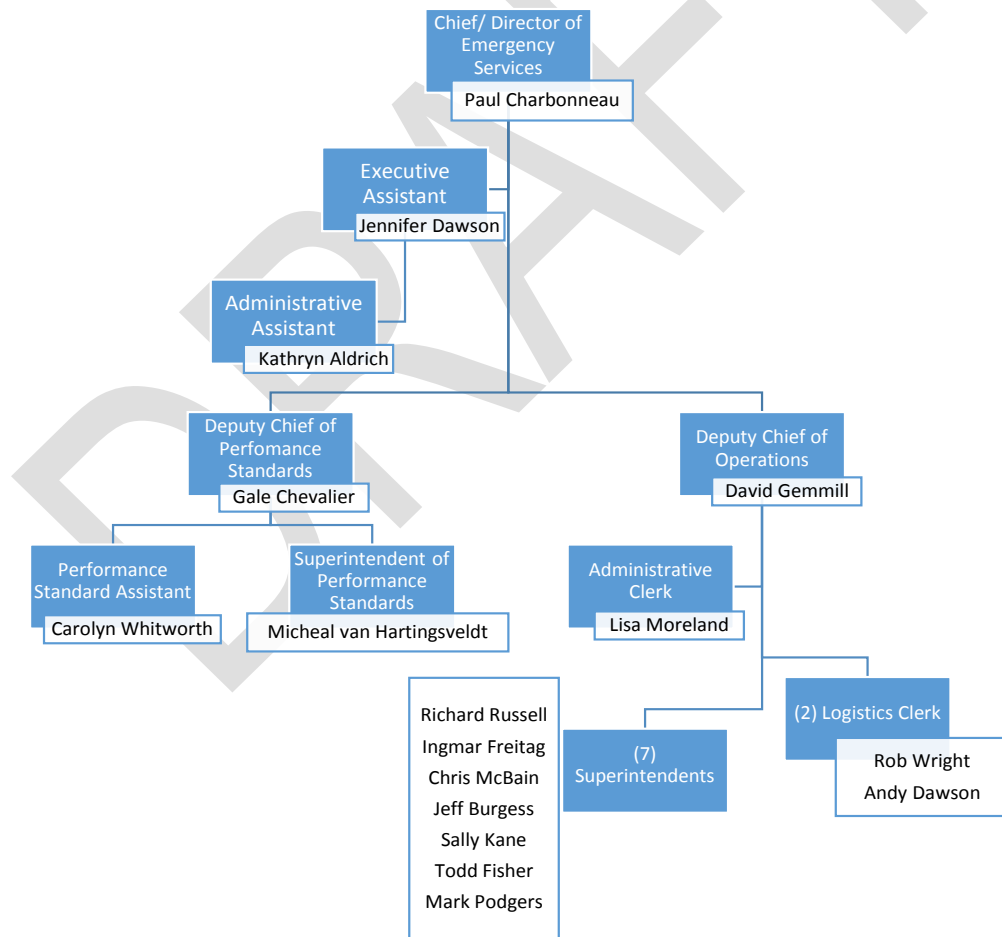 Chief/ Director of
Emergency
Services
Paul Charbonneau
Executive
Assistant
Jennifer Dawson
Administrative
Assistant
Kathryn Aldrich
Deputy Chief of
Perfomance
Standards
Gale Chevalier
Deputy Chief of
Operations
David Gemmill
Performance
Standard Assistant
Carolyn Whitworth
Superintendent of
Performance
Standards
Micheal van Hartingsveldt
Administrative
Clerk
Lisa Moreland
Richard Russell
Ingmar Freitag
Chris McBain
Jeff Burgess
Sally Kane
Todd Fisher
Mark Podgers
(7)
Superintendents
(2) Logistics Clerk
Rob Wright
Andy Dawson
DRAF